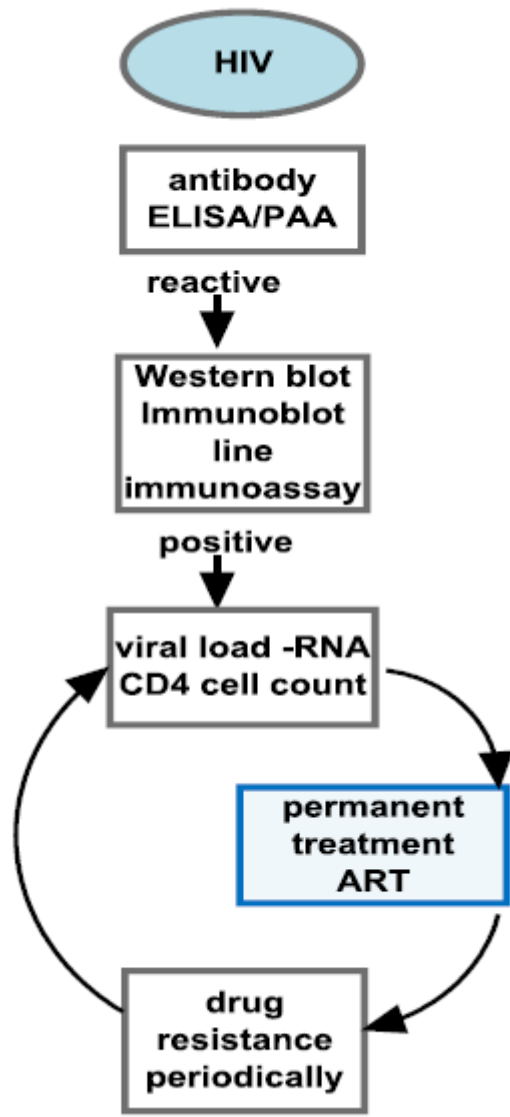 HIV
antibody
ELISA/PAA
reactive
Western blot
Immunoblot
line
immunoassay
positive
viral load -RNA
CD4 cell count
permanent
treatment
ART
drug
resistance
periodically